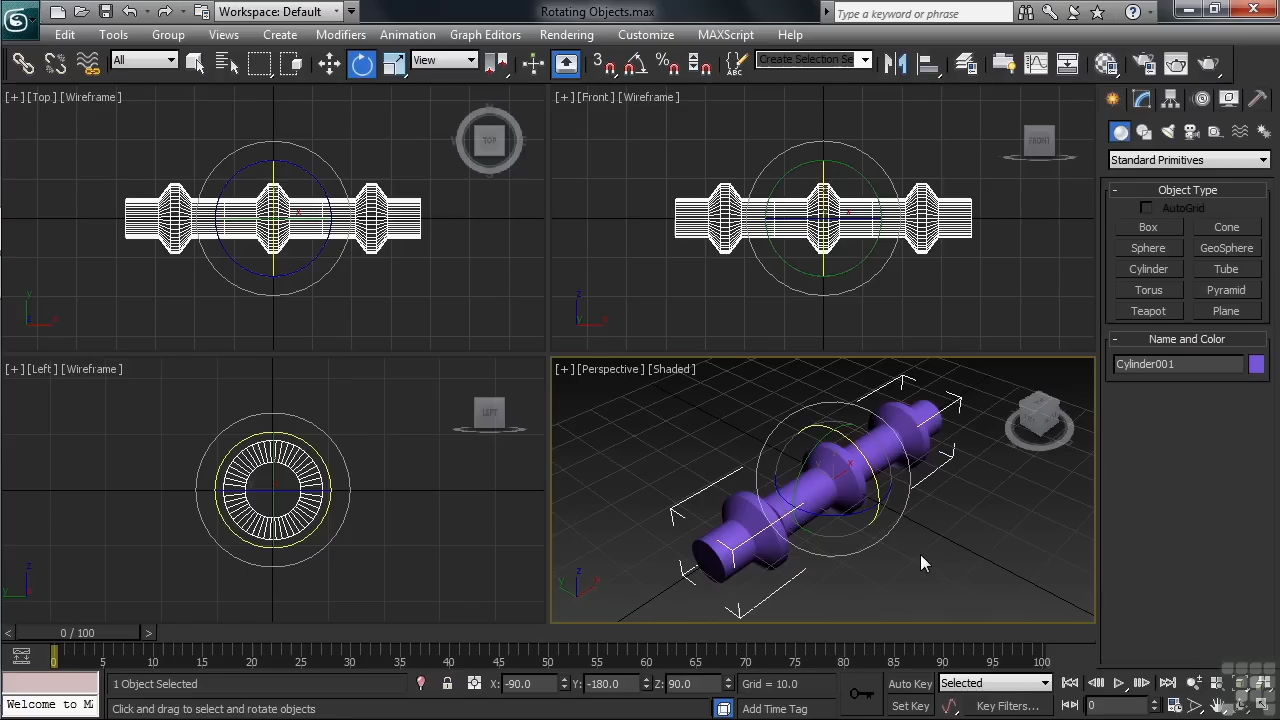 Workspace: Default
Rotating Objects.max
Type a keyword or phrase
Edit Tools Group Views Create Modifiers Animation Graph Editors Rendering Customize MAXScript Help
All
View
3
Create Selection Se
[+] [Top] [Wireframe]
TOP
[+] [Front] [Wireframe]
FRONT
Standard Primitives
Object Type
AutoGrid
Box Cone
Sphere GeoSphere
Cylinder Tube
Torus Pyramid
Teapot Plane
Name and Color
Cylinder001
[+] [Left] [Wireframe]
LEFT
[+] [Perspective] [Shaded]
< 0 / 100 >
0 5 10 15 20 25 30 35 40 45 50 55 60 65 70 75 80 85 90 95 100
1 Object Selected
X: -90.0 Y: -180.0 Z: 90.0 Grid = 10.0
Auto Key Selected
Welcome to M
Click and drag to select and rotate objects
Add Time Tag
Set Key Key Filters... 0